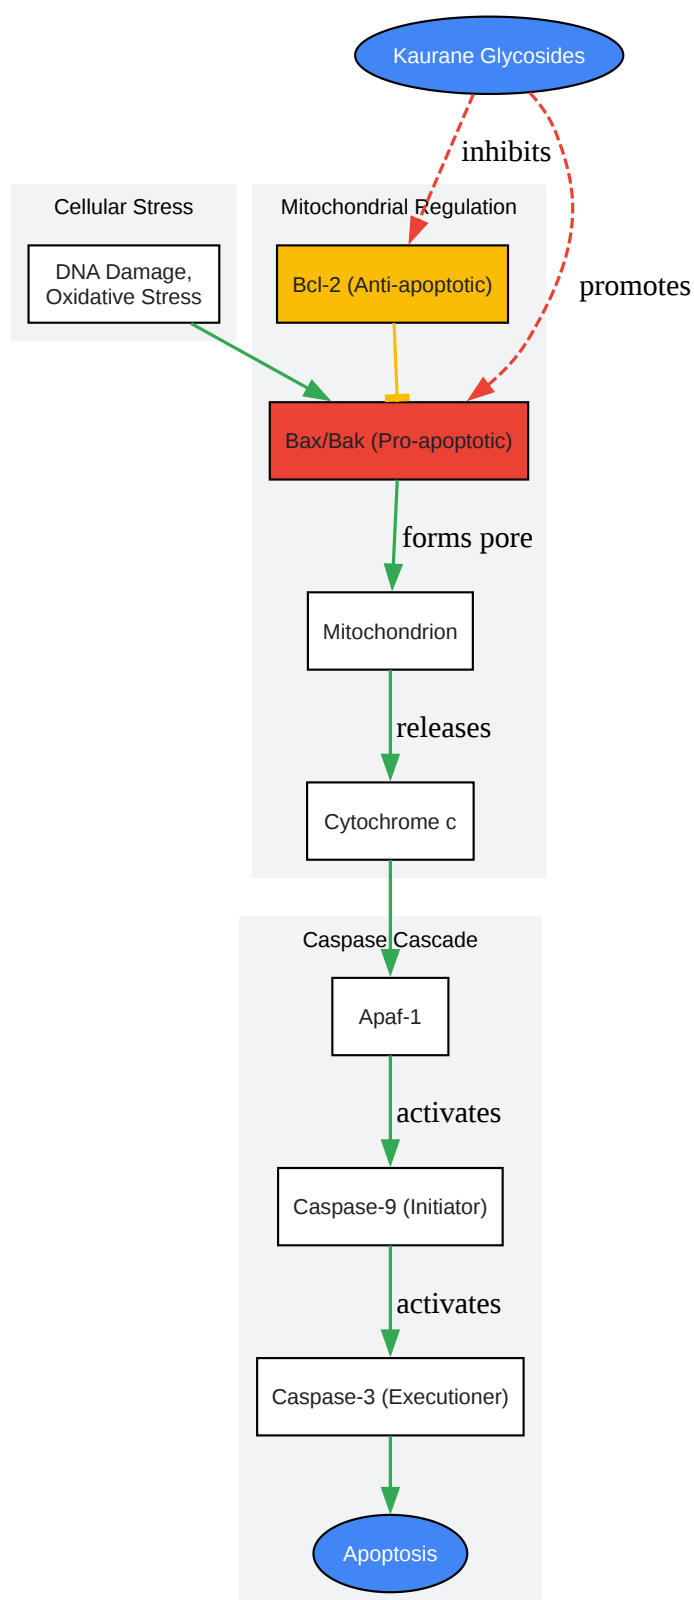 Kaurane Glycosides
inhibits
Cellular Stress
Mitochondrial Regulation
DNA Damage,
Oxidative Stress
Bcl-2 (Anti-apoptotic)
promotes
Bax/Bak (Pro-apoptotic)
forms pore
Mitochondrion
releases
Cytochrome c
Caspase Cascade
Apaf-1
activates
Caspase-9 (Initiator)
activates
Caspase-3 (Executioner)
Apoptosis